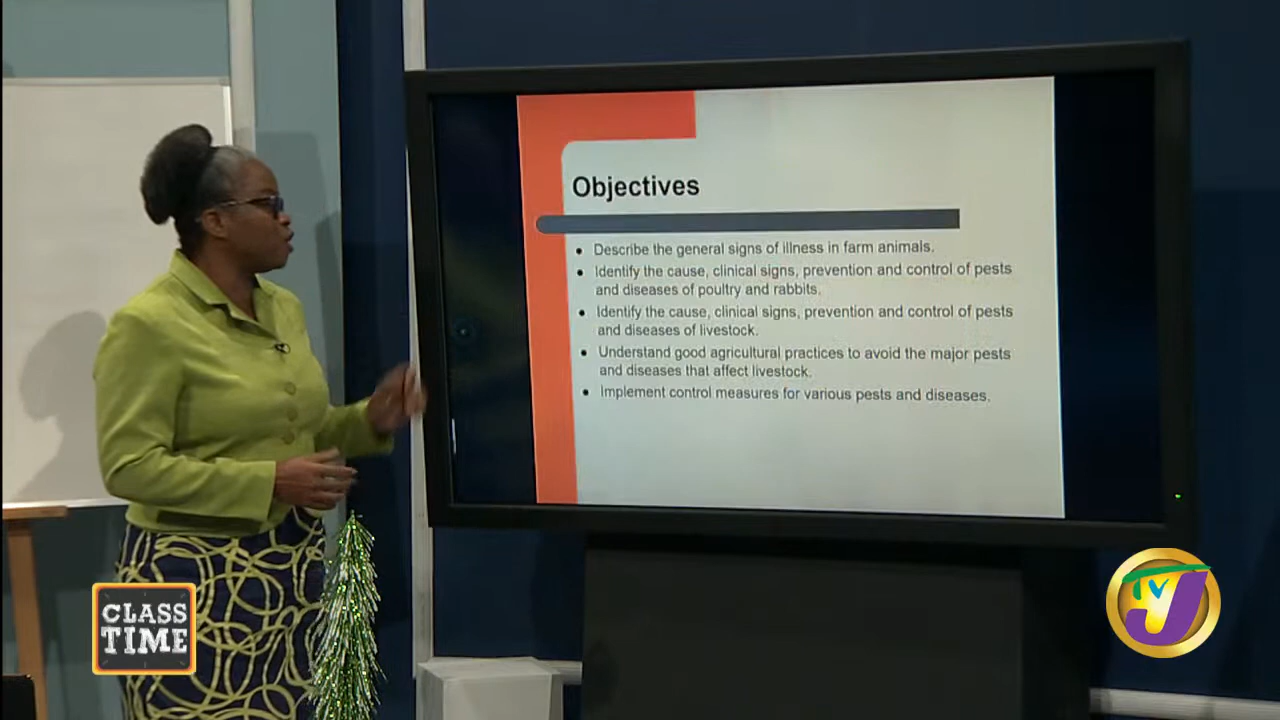 Objectives
• Describe the general signs of illness in farm animals.
• Identify the cause, clinical signs, prevention and control of pests
and diseases of poultry and rabbits.
• Identify the cause, clinical signs, prevention and control of pests
and diseases of livestock.
• Understand good agricultural practices to avoid the major pests
and diseases that affect livestock.
• Implement control measures for various pests and diseases.
CLASS
TIME
TVJ